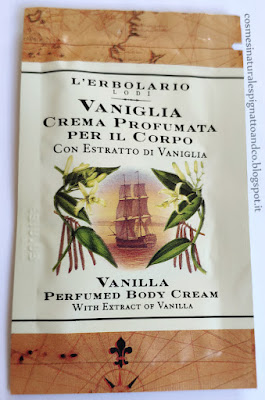 L'ERBOLARIO
LODI
VANIGLIA
CREMA PROFUMATA
PER IL CORPO
CON ESTRATTO DI VANIGLIA
VANILLA
PERFUMED BODY CREAM
WITH EXTRACT OF VANILLA
cosmesinaturalespignattoandco.blogspot.it